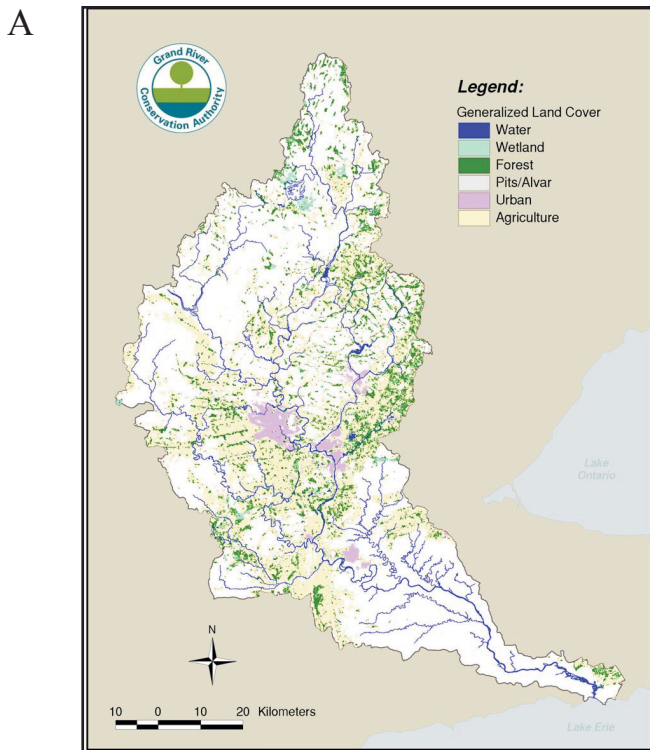 A
Grand River
Conservation Authority
Legend:
Generalized Land Cover
Water
Wetland
Forest
Pits/Alvar
Urban
Agriculture
Lake
Ontario
N
10 0 10 20 Kilometers
Lake Erie